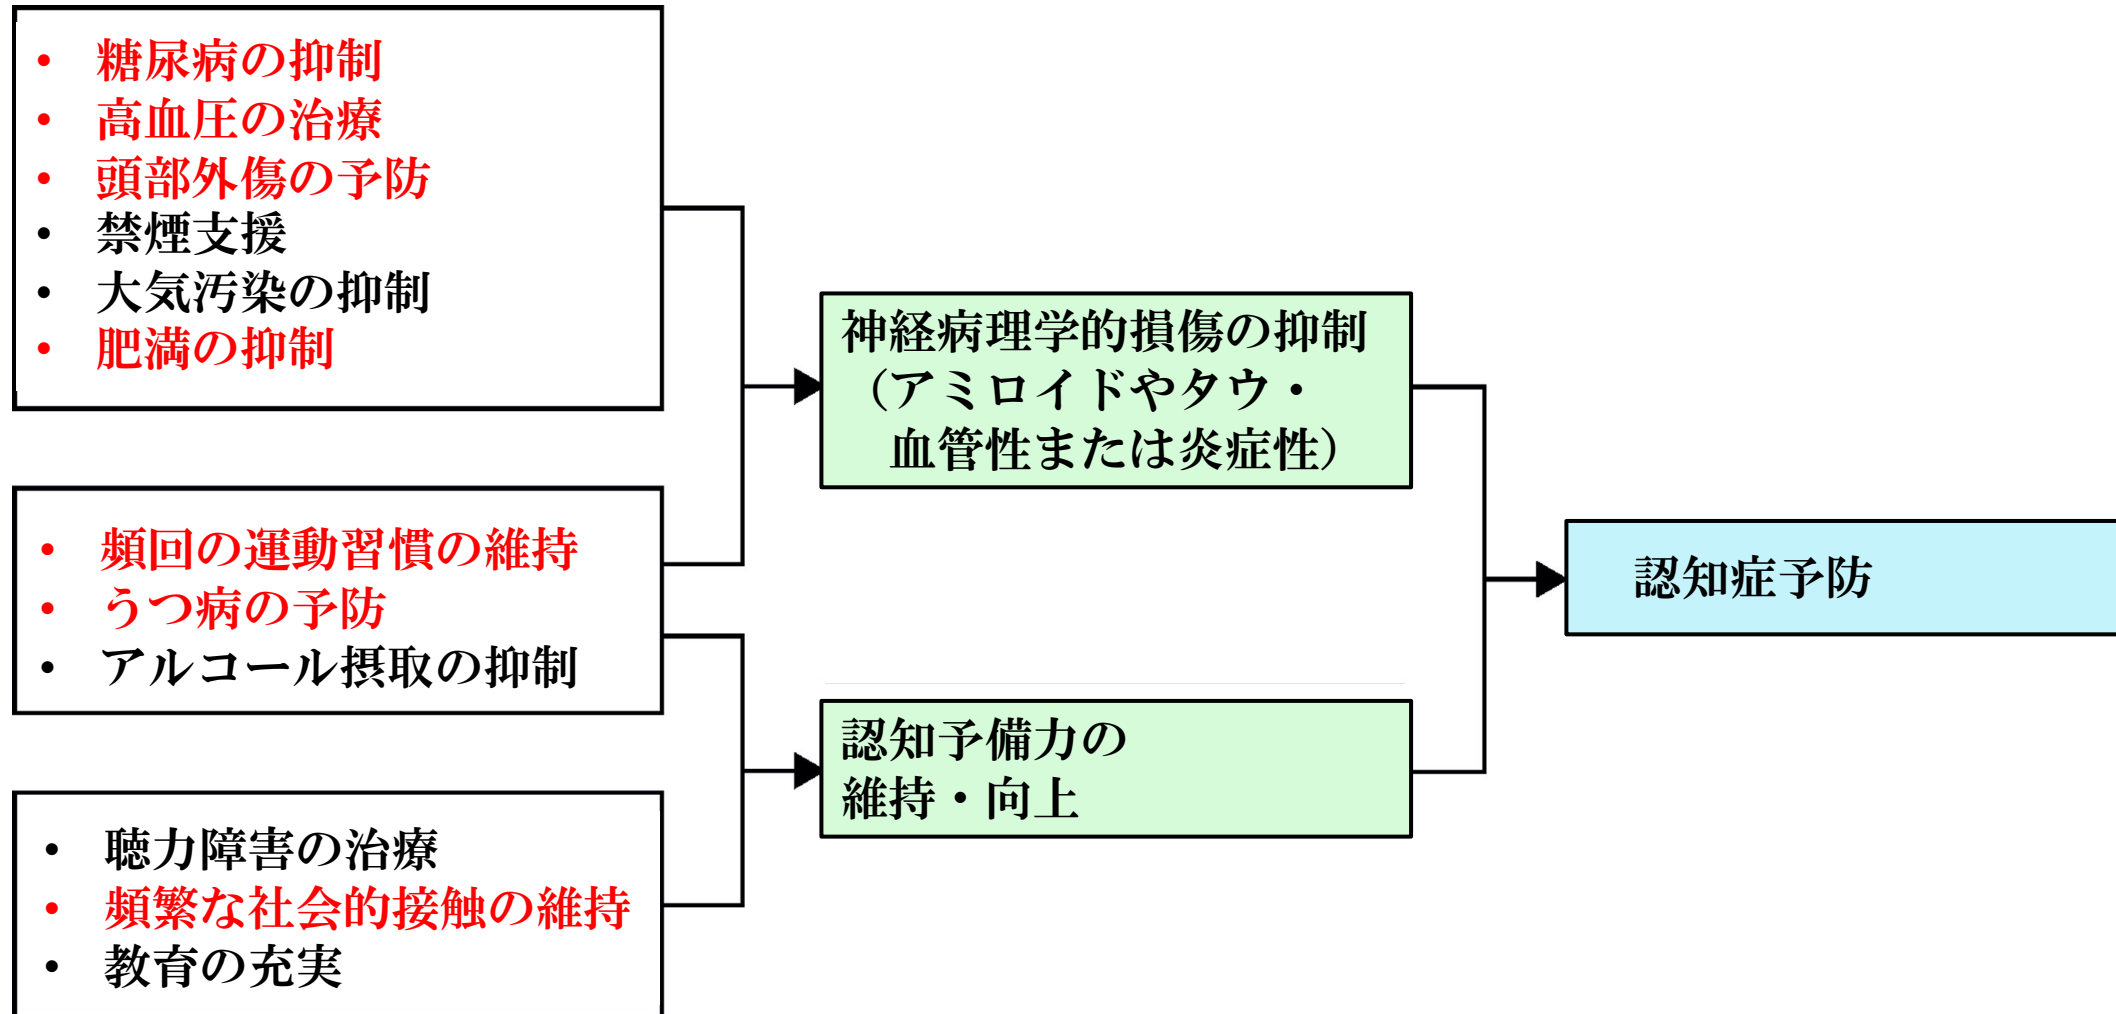 • 糖尿病の抑制
• 高血圧の治療
• 頭部外傷の予防
• 禁煙支援
• 大気汚染の抑制
• 肥満の抑制
• 頻回の運動習慣の維持
• うつ病の予防
• アルコール摂取の抑制
• 聴力障害の治療
• 頻繁な社会的接触の維持
• 教育の充実
神経病理学的損傷の抑制
（アミロイドやタウ・
血管性または炎症性）
認知予備力の
維持・向上
認知症予防